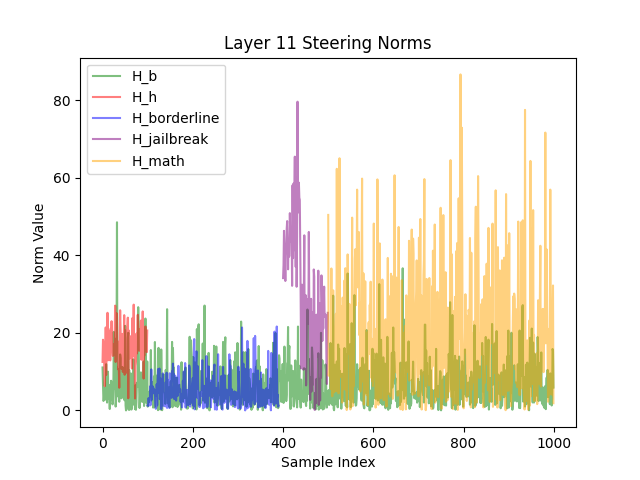 Layer 11 Steering Norms
H_b
H_h
H_borderline
H_jailbreak
H_math
Norm Value
80
60
40
20
0
0 200 400 600 800 1000
Sample Index